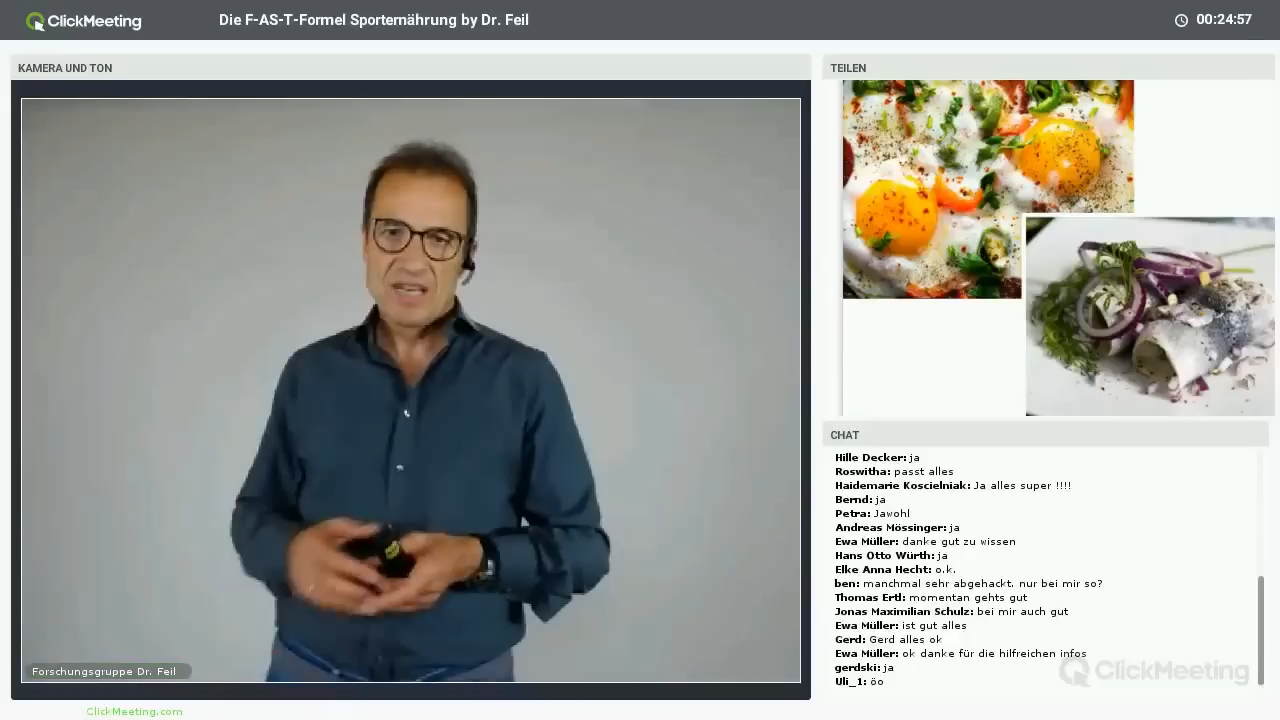 ClickMeeting
Die F-AS-T-Formel Sporternährung by Dr. Feil
00:24:57
KAMERA UND TON
Forschungsgruppe Dr. Feil
ClickMeeting.com
TEILEN
CHAT
Hille Decker: ja
Roswitha: passt alles
Haidemarie Koscielniak: Ja alles super !!!!
Bernd: ja
Petra: Jawohl
Andreas Mössinger: ja
Ewa Müller: danke gut zu wissen
Hans Otto Würth: ja
Elke Anna Hecht: o.k.
ben: manchmal sehr abgehackt. nur bei mir so?
Thomas Ertl: momentan gehts gut
Jonas Maximilian Schulz: bei mir auch gut
Ewa Müller: ist gut alles
Gerd: Gerd alles ok
Ewa Müller: ok danke für die hilfreichen infos
gerdski: ja
Uli_1: öo
ClickMeeting